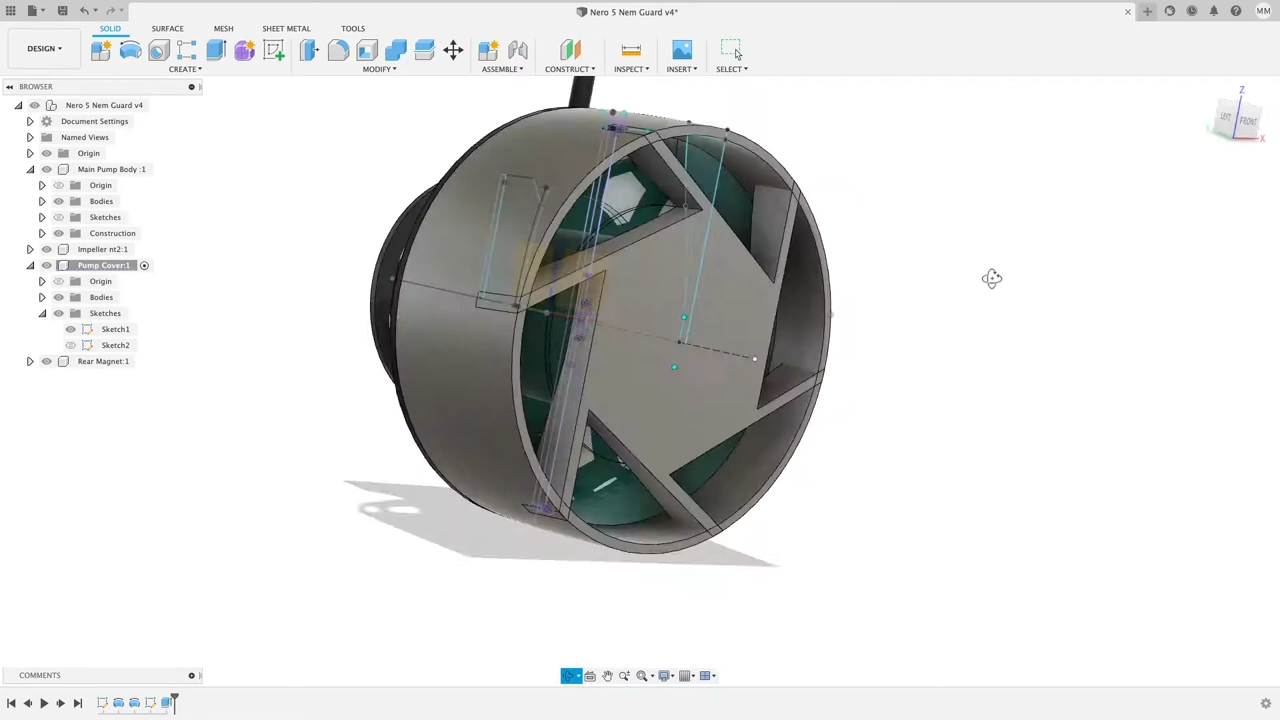 Nero 5 Nem Guard v4*
MM
DESIGN
SOLID SURFACE MESH SHEET METAL TOOLS
CREATE MODIFY ASSEMBLE CONSTRUCT INSPECT INSERT SELECT
BROWSER
Nero 5 Nem Guard v4
Document Settings
Named Views
Origin
Main Pump Body :1
Origin
Bodies
Sketches
Construction
Impeller nt2:1
Pump Cover:1
Origin
Bodies
Sketches
Sketch1
Sketch2
Rear Magnet:1
Z
LEFT FRONT
X
COMMENTS